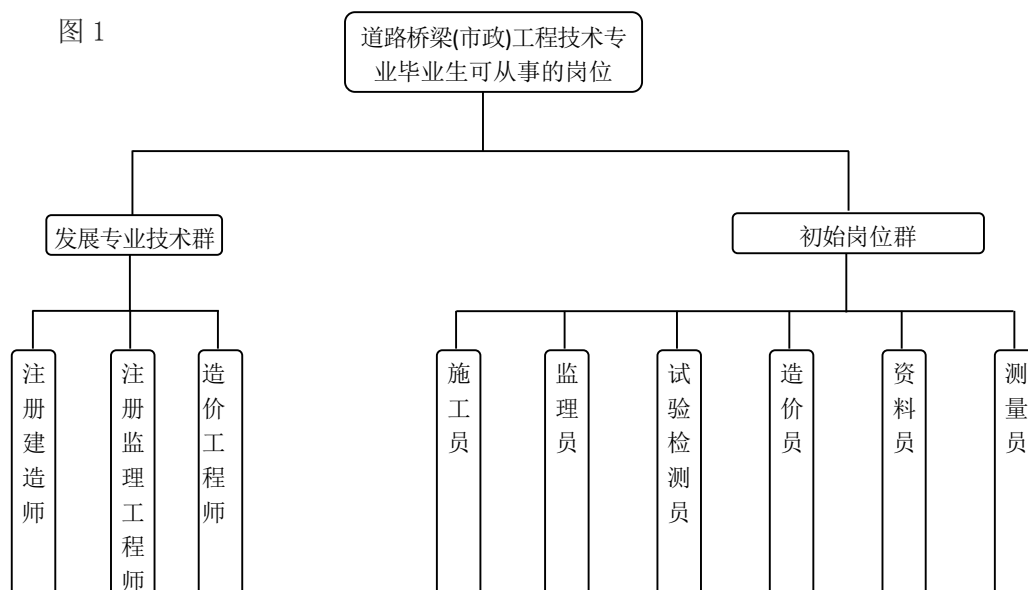 图 1
道路桥梁(市政)工程技术专
业毕业生可从事的岗位
发展专业技术群
初始岗位群
注册建造师
注册监理工程师
造价工程师
施工员
监理员
试验检测员
造价员
资料员
测量员